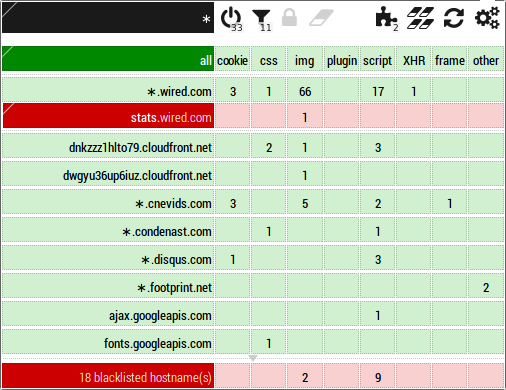 ∗ 33 11 2
all cookie css img plugin script XHR frame other
∗.wired.com 3 1 66 17 1
stats.wired.com 1
dnkzzz1hlto79.cloudfront.net 2 1 3
dwgyu36up6iuz.cloudfront.net 1
∗.cnevids.com 3 5 2 1
∗.condenast.com 1 1
∗.disqus.com 1 3
∗.footprint.net 2
ajax.googleapis.com 1
fonts.googleapis.com 1
18 blacklisted hostname(s) 2 9